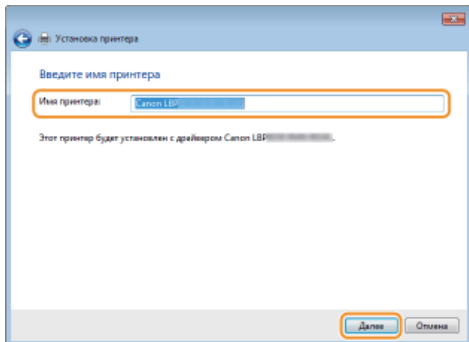 Установка принтера
Введите имя принтера
Имя принтера: Canon LBP
Этот принтер будет установлен с драйвером Canon LBP .
Далее Отмена